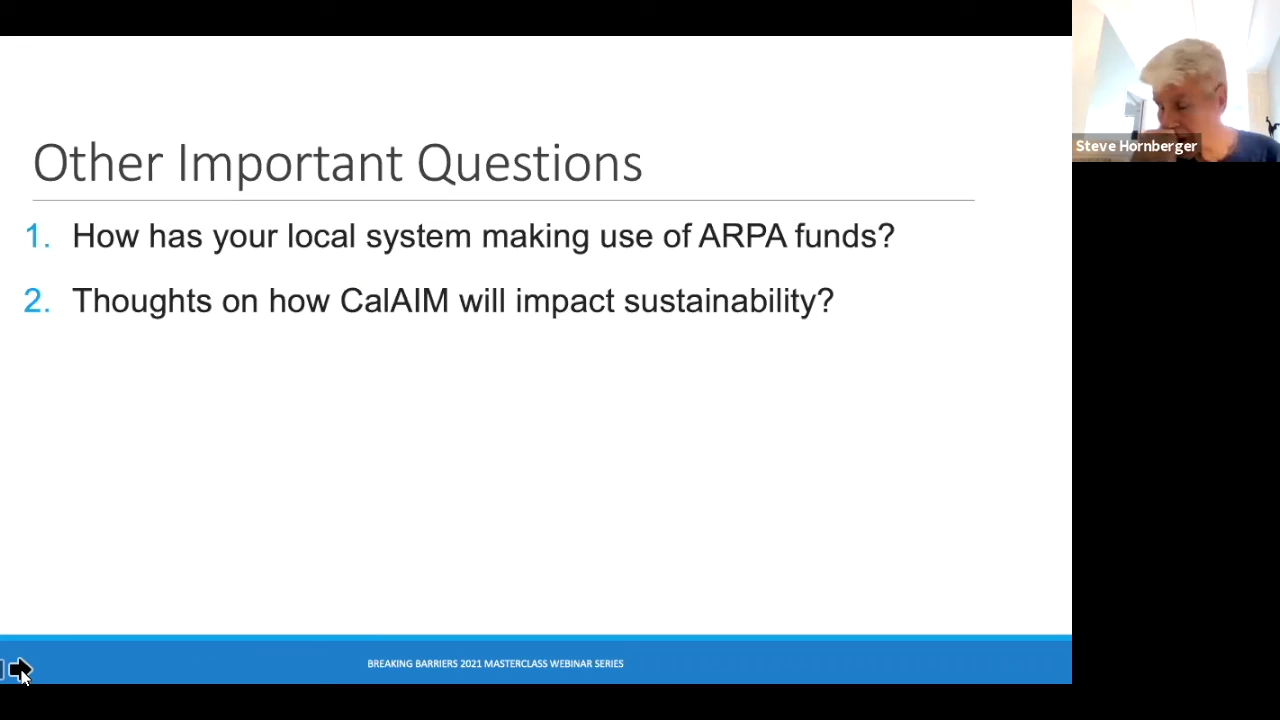 Other Important Questions
1. How has your local system making use of ARPA funds?
2. Thoughts on how CalAIM will impact sustainability?
BREAKING BARRIERS 2021 MASTERCLASS WEBINAR SERIES
Steve Hornberger